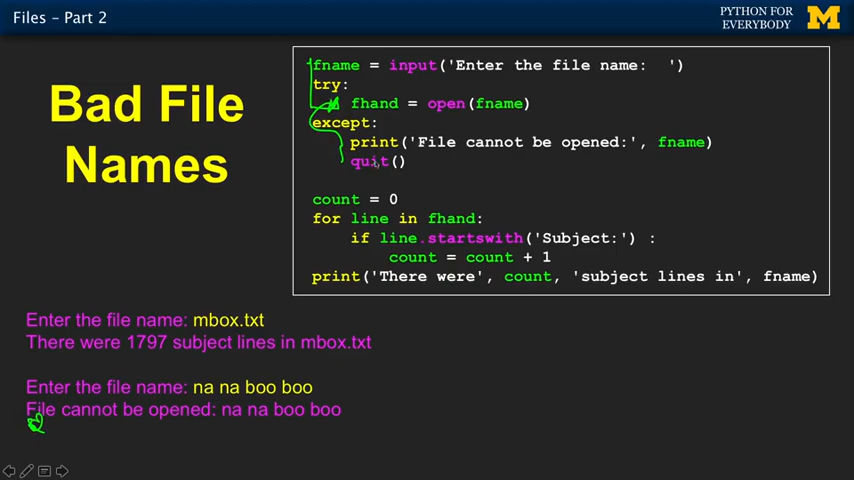 Files – Part 2
PYTHON FOR
EVERYBODY
M
Bad File
Names
fname = input('Enter the file name:  ')
try:
    fhand = open(fname)
except:
    print('File cannot be opened:', fname)
    quit()
count = 0
for line in fhand:
    if line.startswith('Subject:') :
        count = count + 1
print('There were', count, 'subject lines in', fname)
Enter the file name: mbox.txt
There were 1797 subject lines in mbox.txt
Enter the file name: na na boo boo
File cannot be opened: na na boo boo